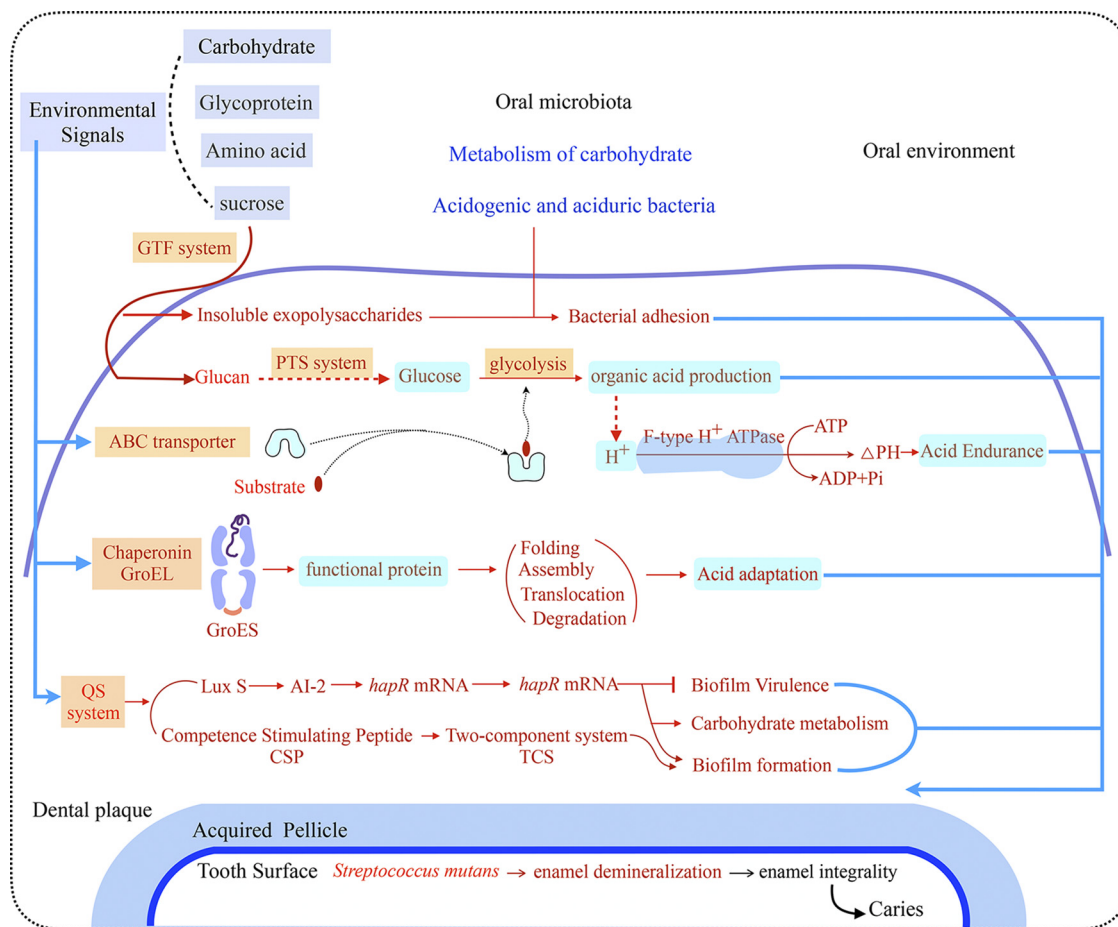 Carbohydrate
Environmental
Signals
Glycoprotein
Oral microbiota
Amino acid
Metabolism of carbohydrate
Oral environment
sucrose
Acidogenic and aciduric bacteria
GTF system
Insoluble exopolysaccharides
Bacterial adhesion
Glucan
PTS system
Glucose
glycolysis
organic acid production
ABC transporter
Substrate
H+
F-type H+ ATPase
ATP
ADP+Pi
△PH
Acid Endurance
Chaperonin
GroEL
GroES
functional protein
Folding
Assembly
Translocation
Degradation
Acid adaptation
QS
system
Lux S
AI-2
hapR mRNA
hapR mRNA
Biofilm Virulence
Carbohydrate metabolism
Competence Stimulating Peptide
CSP
Two-component system
TCS
Biofilm formation
Dental plaque
Acquired Pellicle
Tooth Surface
Streptococcus mutans
enamel demineralization
enamel integrality
Caries